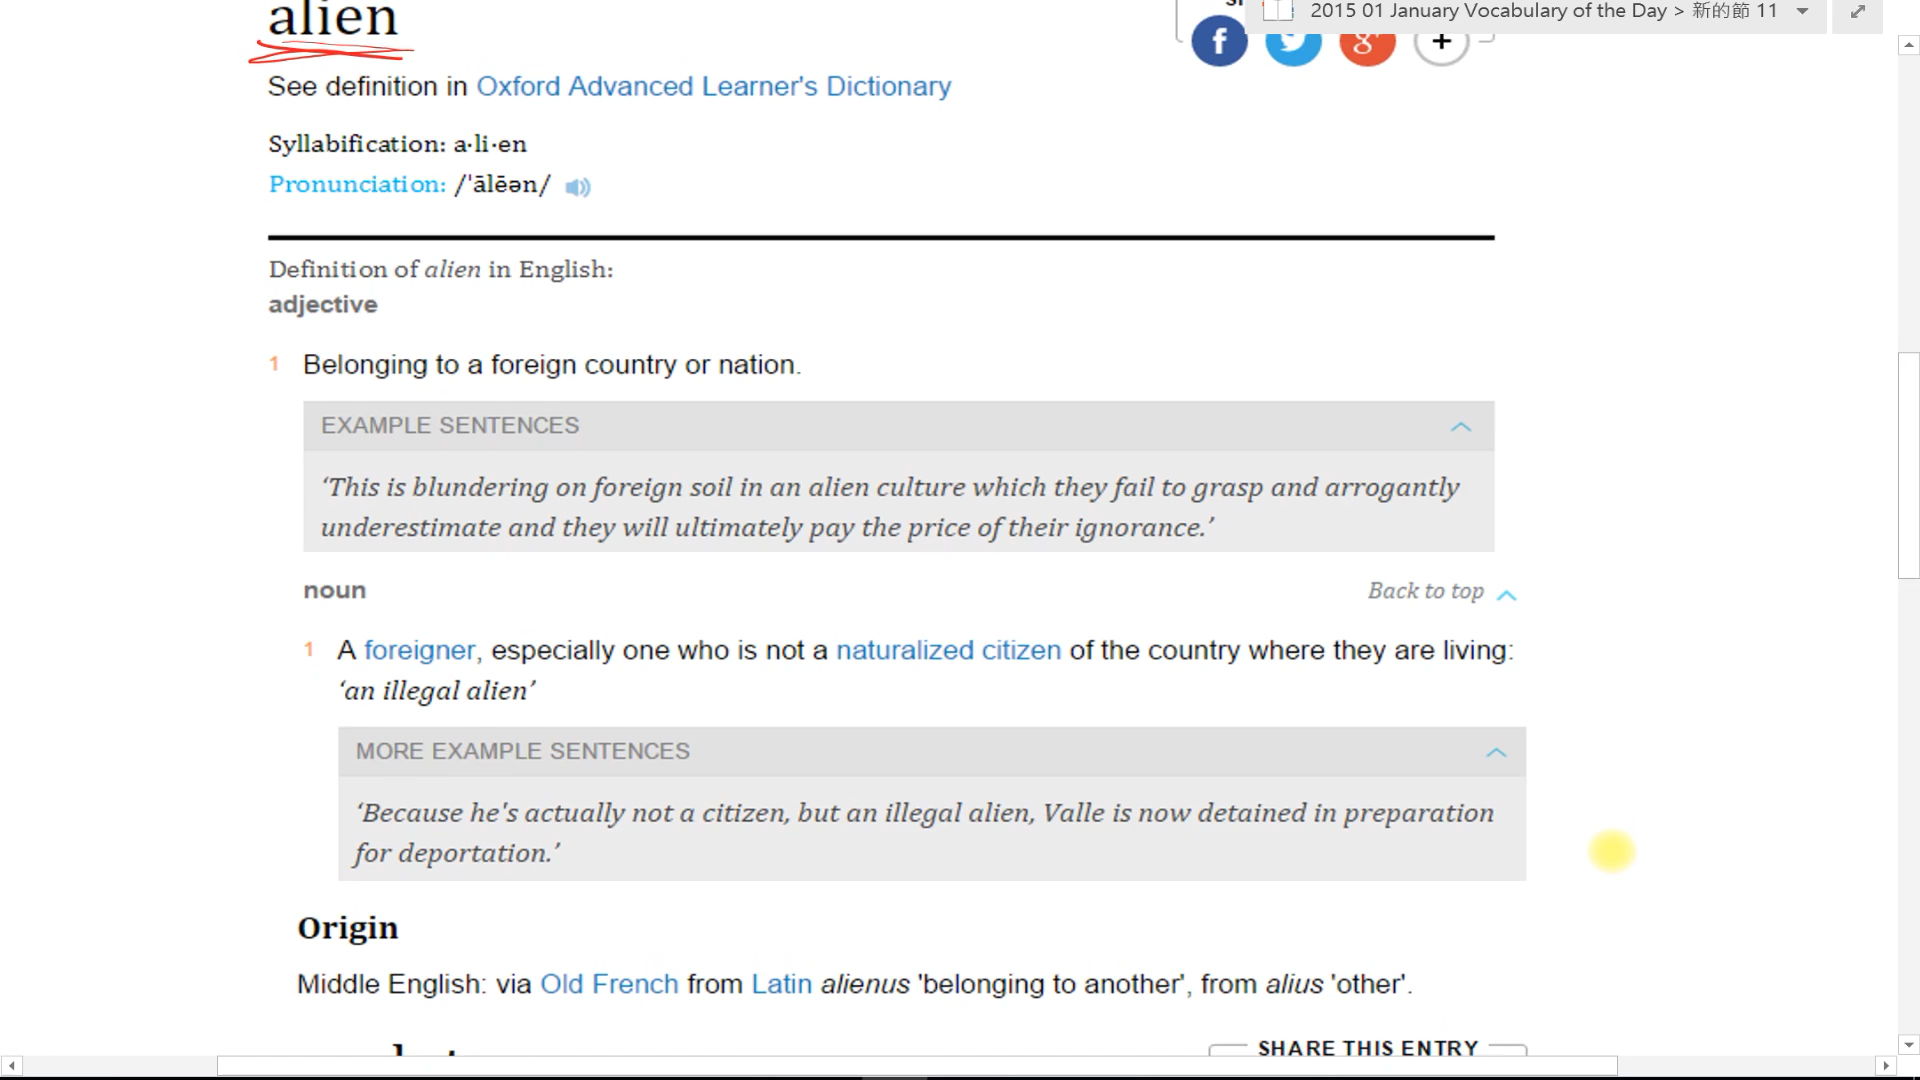 2015 01 January Vocabulary of the Day > 新的節 11
alien
See definition in Oxford Advanced Learner's Dictionary
Syllabification: a·li·en
Pronunciation: /ˈālēən/
Definition of alien in English:
adjective
1 Belonging to a foreign country or nation.
EXAMPLE SENTENCES
‘This is blundering on foreign soil in an alien culture which they fail to grasp and arrogantly
underestimate and they will ultimately pay the price of their ignorance.’
noun
Back to top
1 A foreigner, especially one who is not a naturalized citizen of the country where they are living:
‘an illegal alien’
MORE EXAMPLE SENTENCES
‘Because he's actually not a citizen, but an illegal alien, Valle is now detained in preparation
for deportation.’
Origin
Middle English: via Old French from Latin alienus 'belonging to another', from alius 'other'.
SHARE THIS ENTRY